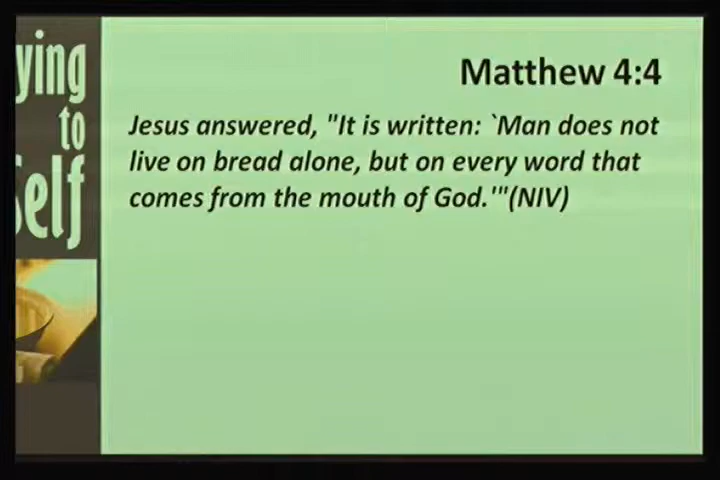 ying
to
Self
Matthew 4:4
Jesus answered, "It is written: `Man does not
live on bread alone, but on every word that
comes from the mouth of God.'"(NIV)